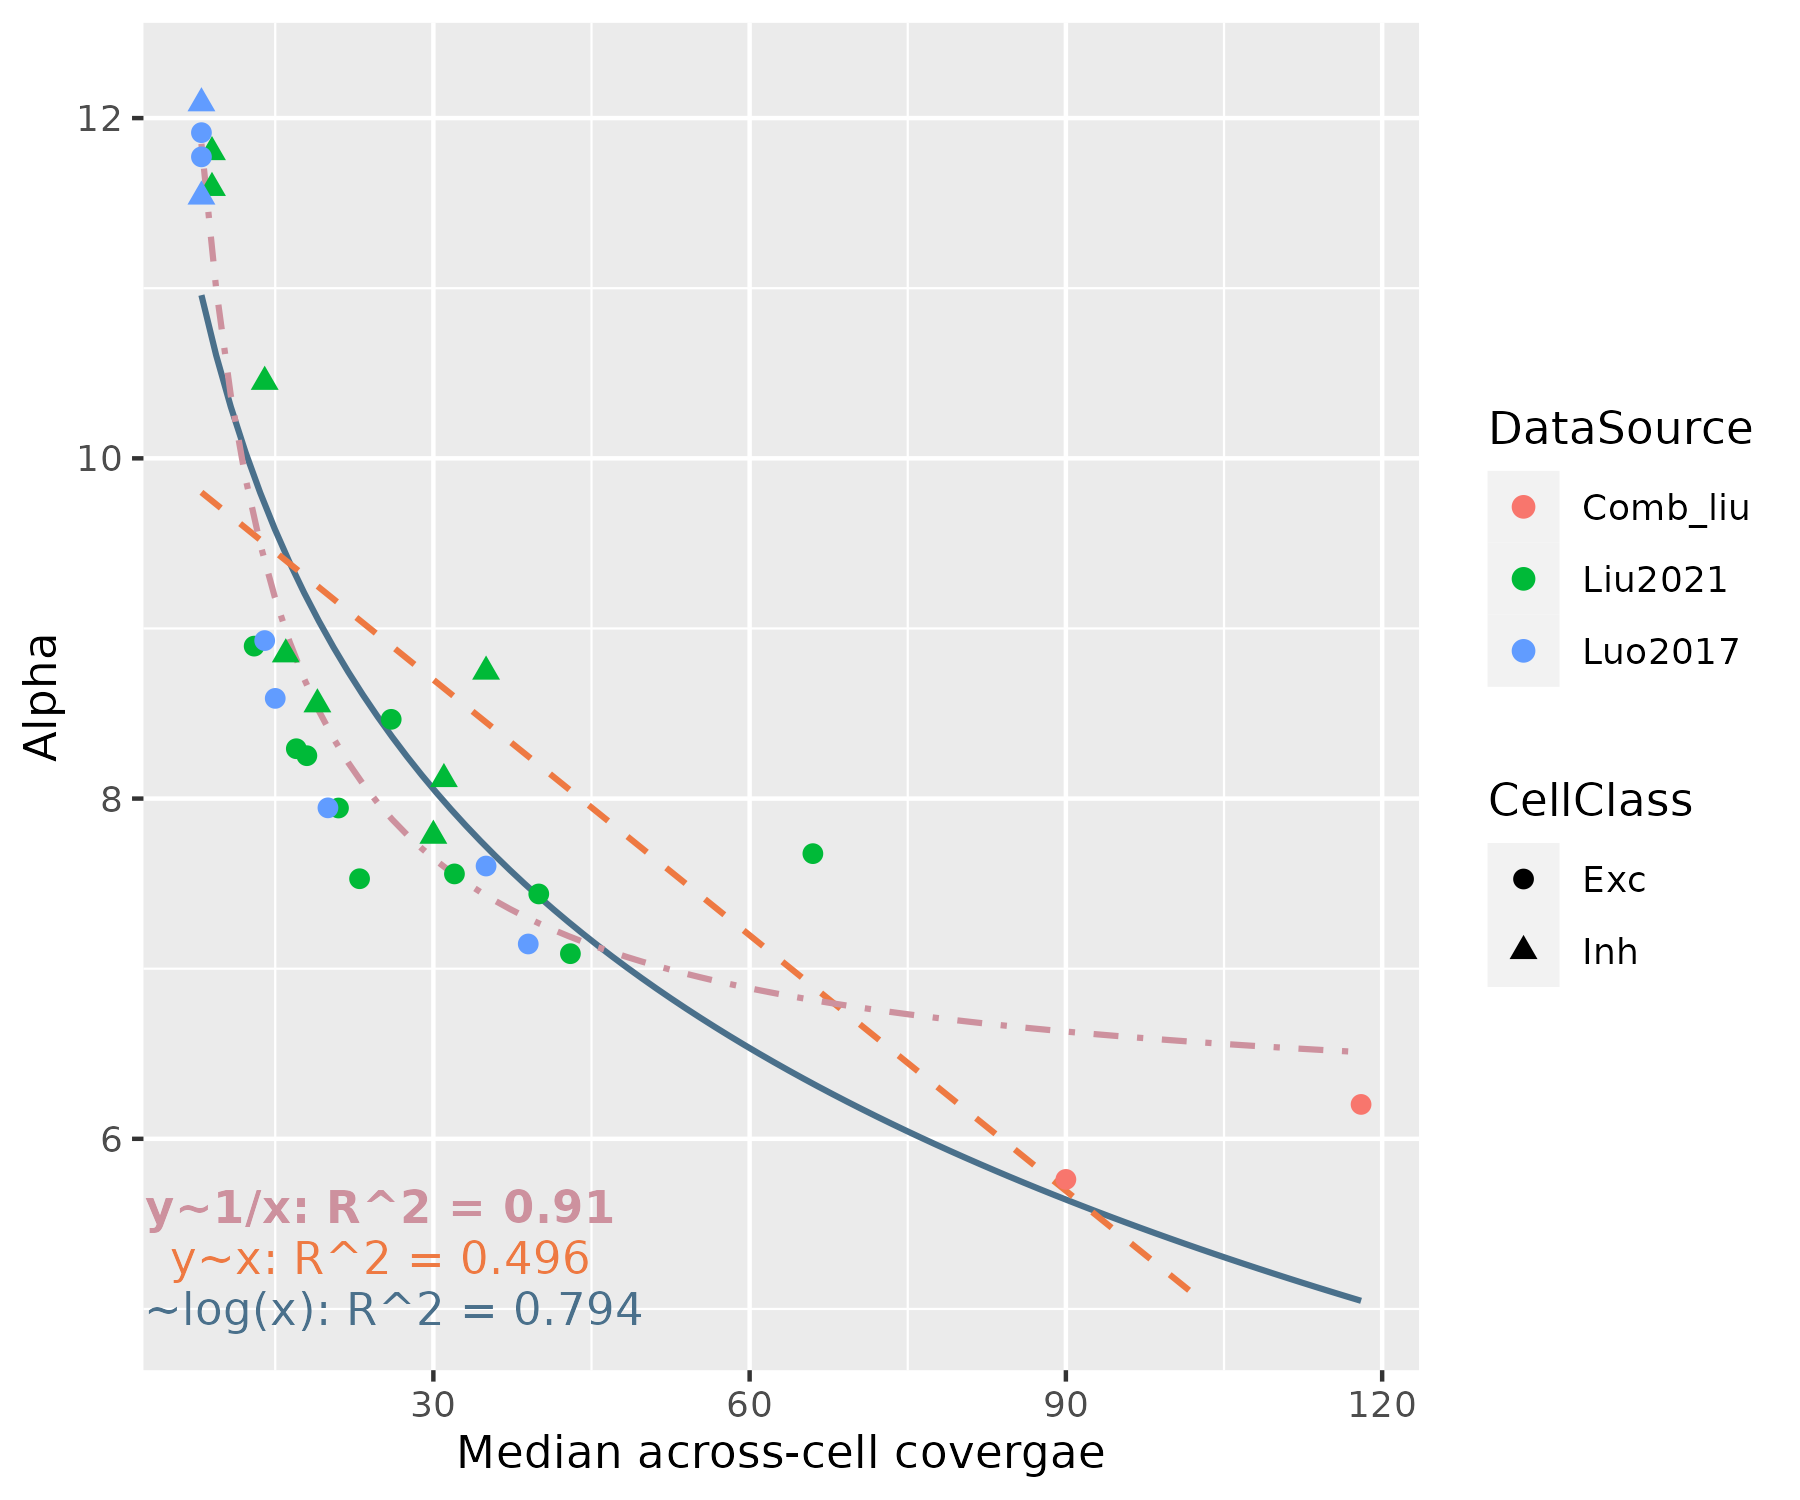 12
10
8
6
Alpha
y~1/x: R^2 = 0.91
y~x: R^2 = 0.496
~log(x): R^2 = 0.794
30 60 90 120
Median across-cell covergae
DataSource
Comb_liu
Liu2021
Luo2017
CellClass
Exc
Inh